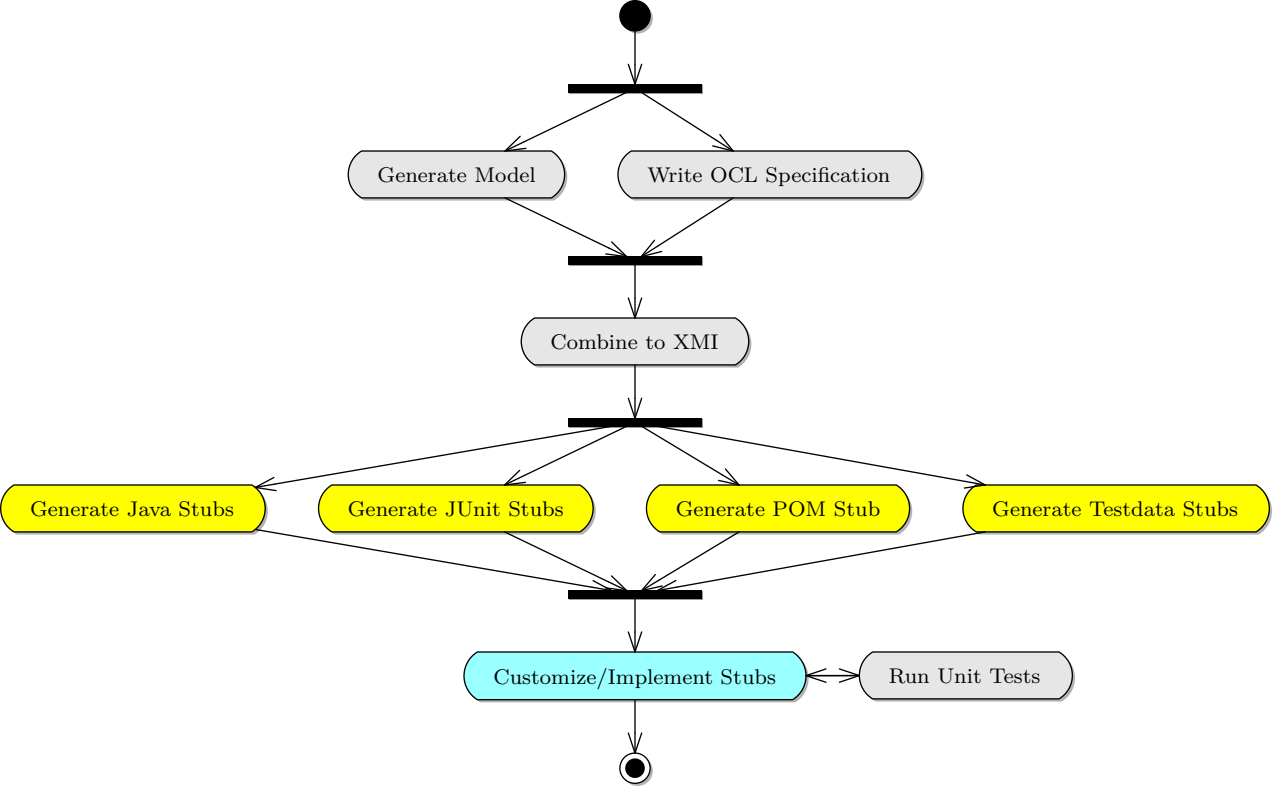 Generate Model
Write OCL Specification
Combine to XMI
Generate Java Stubs
Generate JUnit Stubs
Generate POM Stub
Generate Testdata Stubs
Customize/Implement Stubs
Run Unit Tests